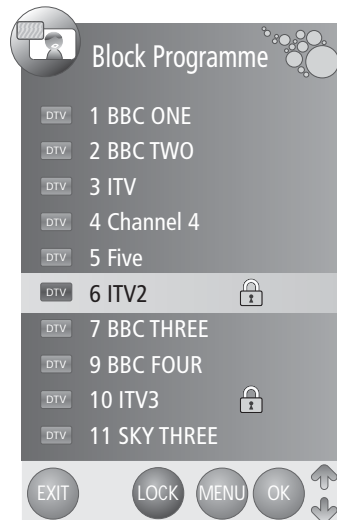 Block Programme
DTV 1 BBC ONE
DTV 2 BBC TWO
DTV 3 ITV
DTV 4 Channel 4
DTV 5 Five
DTV 6 ITV2
DTV 7 BBC THREE
DTV 9 BBC FOUR
DTV 10 ITV3
DTV 11 SKY THREE
EXIT LOCK MENU OK